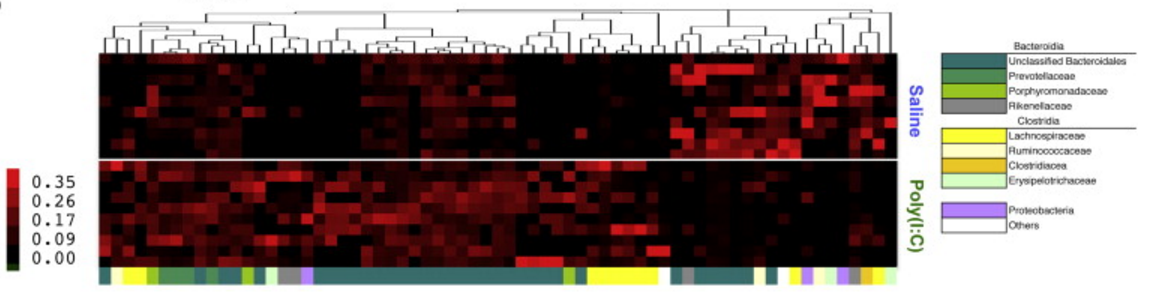 Bacteroidia
Unclassified Bacteroidales
Prevotellaceae
Porphyromonadaceae
Rikenellaceae
Clostridia
Lachnospiraceae
Ruminococcaceae
Clostridiacea
Erysipelotrichaceae
Proteobacteria
Others
Saline
Poly(I:C)
0.35
0.26
0.17
0.09
0.00